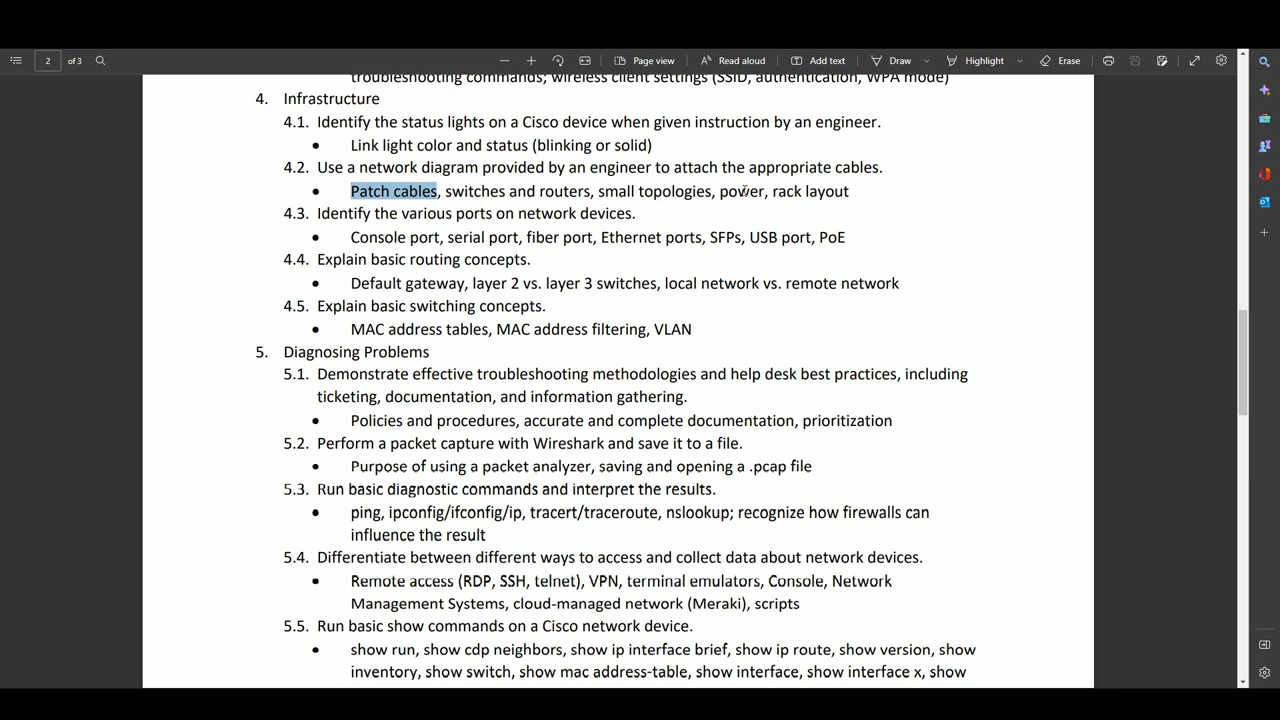 2 of 3 Page view Read aloud Add text Draw Highlight Erase
troubleshooting commands; wireless client settings (SSID, authentication, WPA mode)
4. Infrastructure
4.1. Identify the status lights on a Cisco device when given instruction by an engineer.
• Link light color and status (blinking or solid)
4.2. Use a network diagram provided by an engineer to attach the appropriate cables.
• Patch cables, switches and routers, small topologies, power, rack layout
4.3. Identify the various ports on network devices.
• Console port, serial port, fiber port, Ethernet ports, SFPs, USB port, PoE
4.4. Explain basic routing concepts.
• Default gateway, layer 2 vs. layer 3 switches, local network vs. remote network
4.5. Explain basic switching concepts.
• MAC address tables, MAC address filtering, VLAN
5. Diagnosing Problems
5.1. Demonstrate effective troubleshooting methodologies and help desk best practices, including
ticketing, documentation, and information gathering.
• Policies and procedures, accurate and complete documentation, prioritization
5.2. Perform a packet capture with Wireshark and save it to a file.
• Purpose of using a packet analyzer, saving and opening a .pcap file
5.3. Run basic diagnostic commands and interpret the results.
• ping, ipconfig/ifconfig/ip, tracert/traceroute, nslookup; recognize how firewalls can
influence the result
5.4. Differentiate between different ways to access and collect data about network devices.
• Remote access (RDP, SSH, telnet), VPN, terminal emulators, Console, Network
Management Systems, cloud-managed network (Meraki), scripts
5.5. Run basic show commands on a Cisco network device.
• show run, show cdp neighbors, show ip interface brief, show ip route, show version, show
inventory, show switch, show mac address-table, show interface, show interface x, show